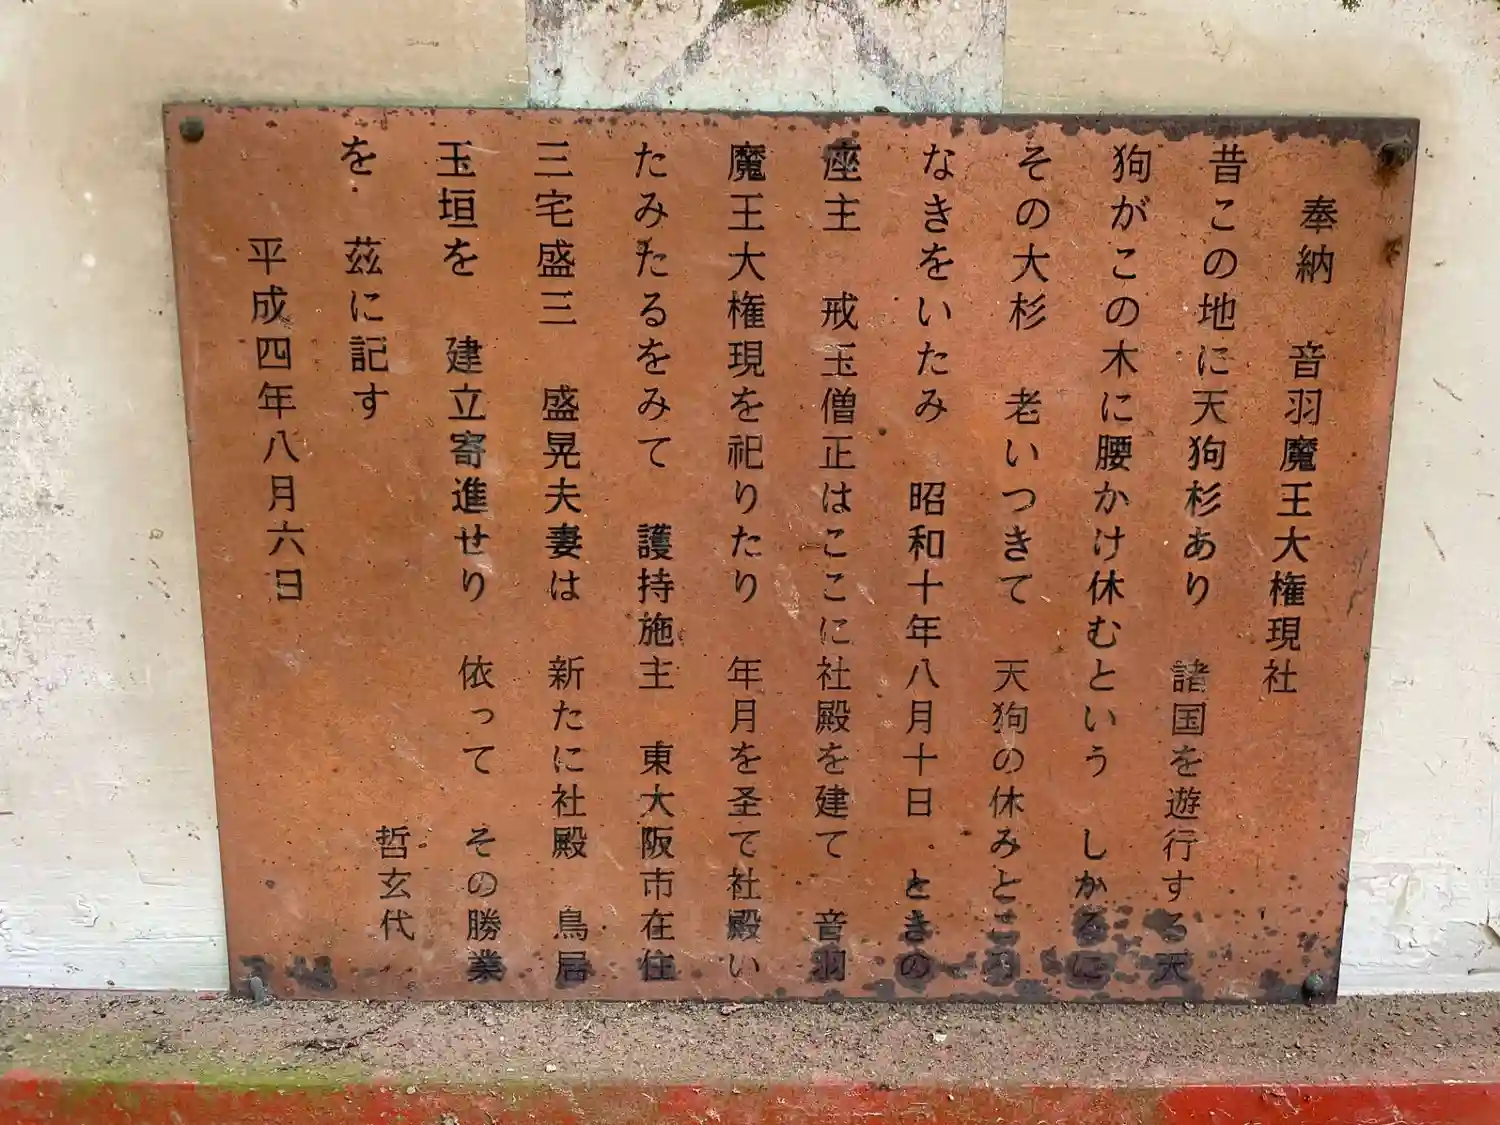 奉納　音羽魔王大権現社
昔この地に天狗杉あり　諸国を遊行する天
狗がこの木に腰かけ休むという　しかるに
その大杉　老いつきて　天狗の休みところ
なきをいたみ　昭和十年八月十日　ときの
座主　戒玉僧正はここに社殿を建て　音羽
魔王大権現を祀りたり　年月を圣て社殿い
たみたるをみて　護持施主　東大阪市在住
三宅盛三　盛晃夫妻は　新たに社殿　鳥居
玉垣を　建立寄進せり　依って　その勝業
を　茲に記す　哲玄代
平成四年八月六日